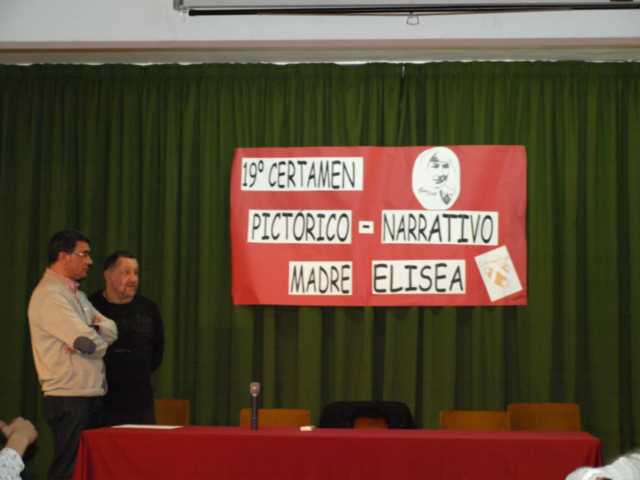 19º CERTAMEN
PICTÓRICO - NARRATIVO
MADRE ELISEA